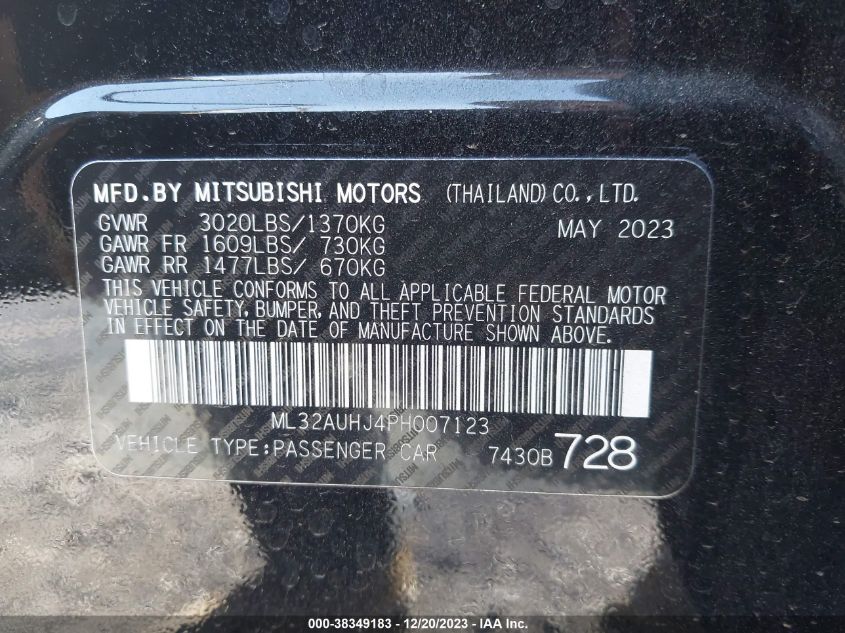 MFD.BY MITSUBISHI MOTORS (THAILAND) CO., LTD.
GVWR 3020LBS/1370KG MAY 2023
GAWR FR 1609LBS/ 730KG
GAWR RR 1477LBS/ 670KG
THIS VEHICLE CONFORMS TO ALL APPLICABLE FEDERAL MOTOR
VEHICLE SAFETY, BUMPER, AND THEFT PREVENTION STANDARDS
IN EFFECT ON THE DATE OF MANUFACTURE SHOWN ABOVE.
ML32AUHJ4PH007123
VEHICLE TYPE:PASSENGER CAR 7430B 728
000-38349183 - 12/20/2023 - IAA Inc.